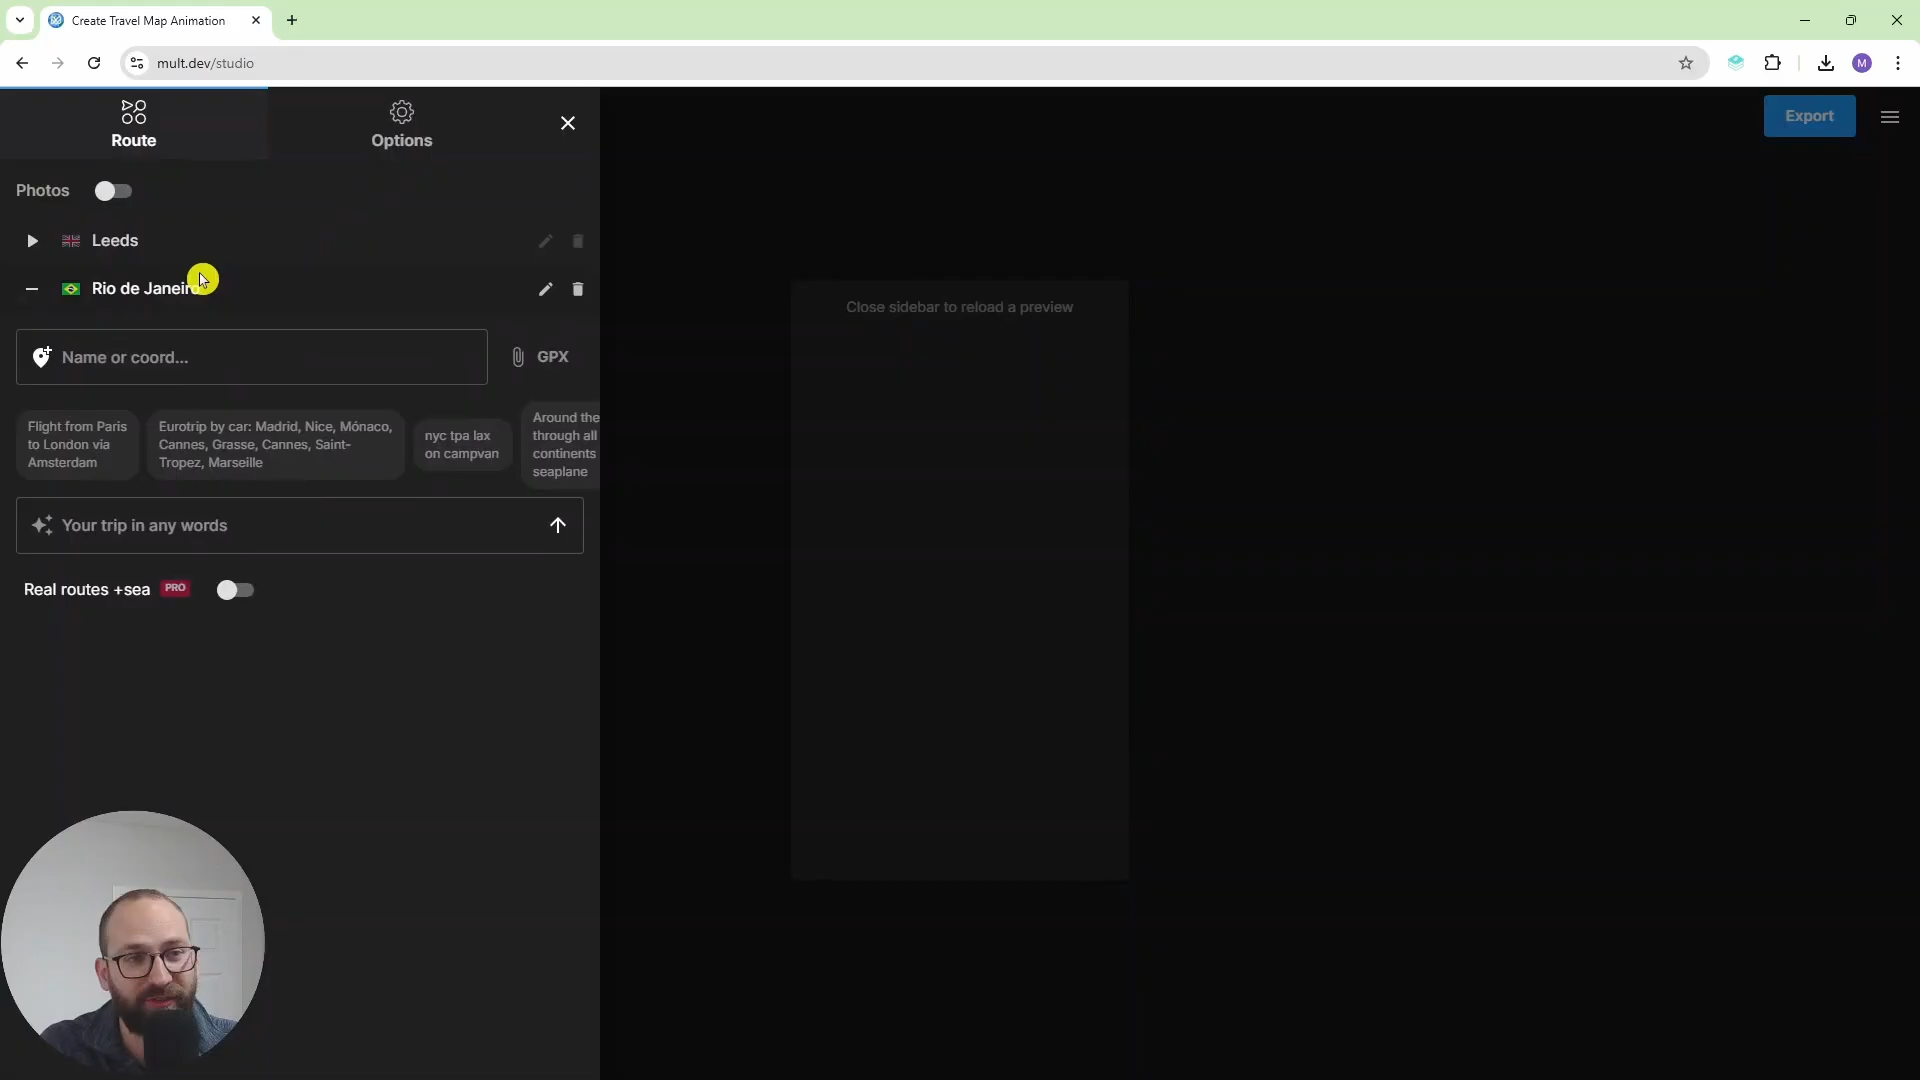 Create Travel Map Animation
mult.dev/studio
M
Route
Options
Export
Photos
Leeds
Rio de Janeiro
Close sidebar to reload a preview
Name or coord...
GPX
Flight from Paris
to London via
Amsterdam
Eurotrip by car: Madrid, Nice, Mónaco,
Cannes, Grasse, Cannes, Saint-
Tropez, Marseille
nyc tpa lax
on campvan
Around the
through all
continents
seaplane
Your trip in any words
Real routes +sea PRO